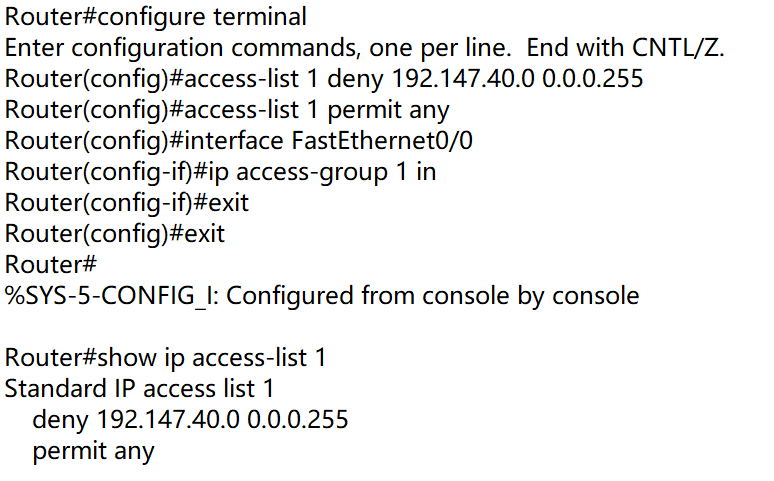 Router#configure terminal
Enter configuration commands, one per line.  End with CNTL/Z.
Router(config)#access-list 1 deny 192.147.40.0 0.0.0.255
Router(config)#access-list 1 permit any
Router(config)#interface FastEthernet0/0
Router(config-if)#ip access-group 1 in
Router(config-if)#exit
Router(config)#exit
Router#
%SYS-5-CONFIG_I: Configured from console by console

Router#show ip access-list 1
Standard IP access list 1
    deny 192.147.40.0 0.0.0.255
    permit any